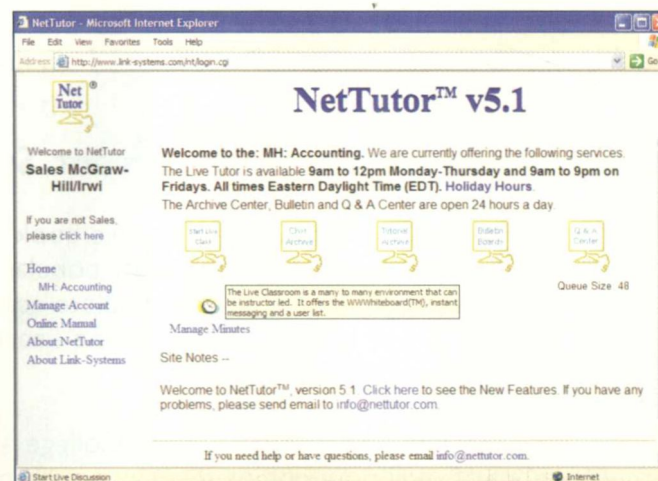 NetTutor - Microsoft Internet Explorer
File Edit View Favorites Tools Help
Address http://www.link-systems.com/nt/login.cgi Go
Net ®
Tutor
NetTutor™ v5.1
Welcome to NetTutor
Sales McGraw-
Hill/Irwi
If you are not Sales,
please click here
Home
MH: Accounting
Manage Account
Online Manual
About NetTutor
About Link-Systems
Welcome to the: MH: Accounting. We are currently offering the following services.
The Live Tutor is available 9am to 12pm Monday-Thursday and 9am to 9pm on
Fridays. All times Eastern Daylight Time (EDT). Holiday Hours.
The Archive Center, Bulletin and Q & A Center are open 24 hours a day.
Start Live
Class
Archive
Tutorial
Archive
Bulletin
Boards
Q & A
Center
Queue Size 48
The Live Classroom is a many to many environment that can
be instructor led. It offers the WWWhiteboard(TM), instant
messaging and a user list.
Manage Minutes
Site Notes --
Welcome to NetTutor™, version 5.1. Click here to see the New Features. If you have any
problems, please send email to info@nettutor.com.
If you need help or have questions, please email info@nettutor.com.
Start Live Discussion Internet